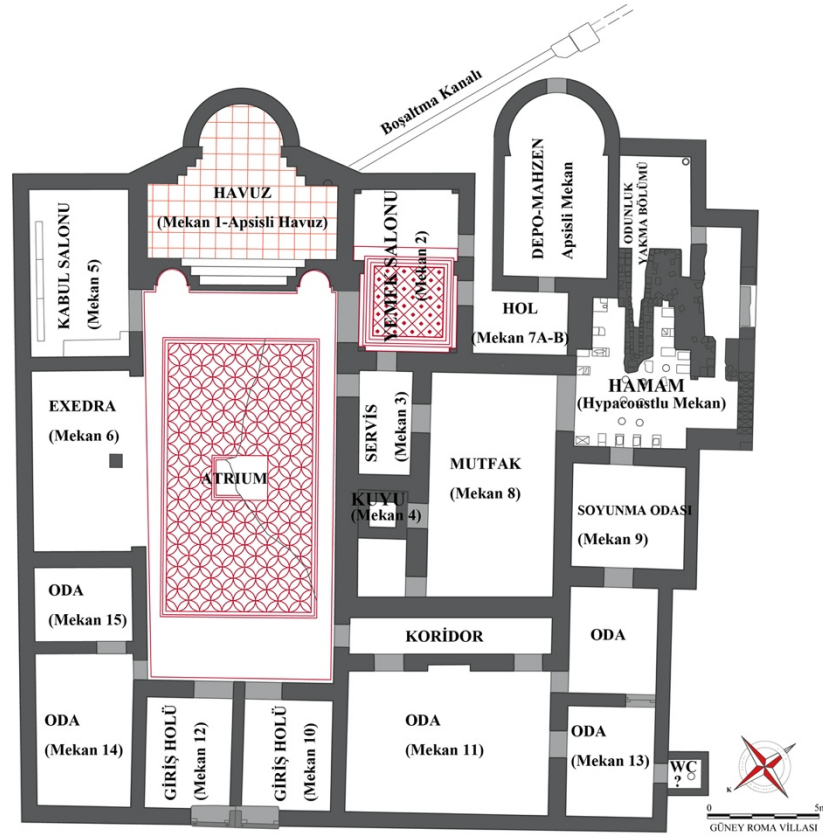 Boşaltma Kanalı
HAVUZ
(Mekan 1-Apsisli Havuz)
KABUL SALONU
(Mekan 5)
YEMEK SALONU
(Mekan 2)
DEPO-MAHZEN
Apsisli Mekan
ODUNLUK
YAKMA BÖLÜMÜ
HOL
(Mekan 7A-B)
HAMAM
(Hypacoustlu Mekan)
EXEDRA
(Mekan 6)
SERVİS
(Mekan 3)
ATRIUM
MUTFAK
(Mekan 8)
KUYU
(Mekan 4)
SOYUNMA ODASI
(Mekan 9)
ODA
(Mekan 15)
KORİDOR
ODA
ODA
(Mekan 14)
GİRİŞ HOLÜ
(Mekan 12)
GİRİŞ HOLÜ
(Mekan 10)
ODA
(Mekan 11)
ODA
(Mekan 13)
WC
?
K
0 5m
GÜNEY ROMA VİLLASI